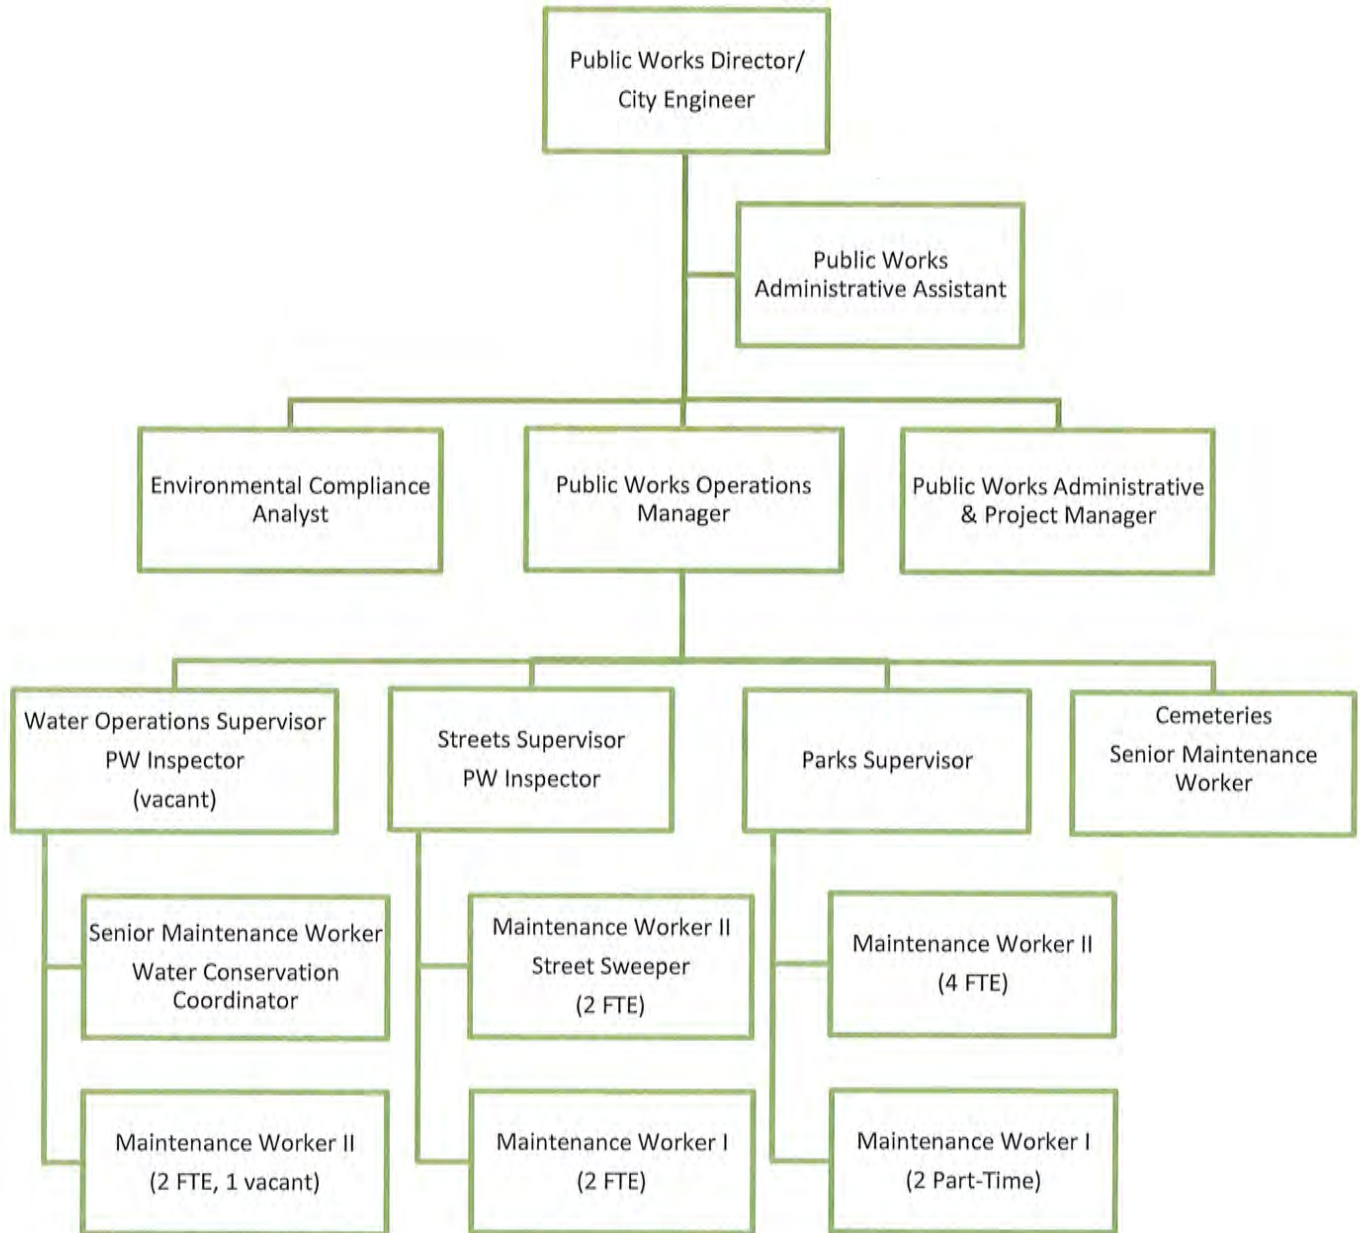 Public Works Director/
City Engineer
Public Works
Administrative Assistant
Environmental Compliance
Analyst
Public Works Operations
Manager
Public Works Administrative
& Project Manager
Water Operations Supervisor
PW Inspector
(vacant)
Streets Supervisor
PW Inspector
Parks Supervisor
Cemeteries
Senior Maintenance
Worker
Senior Maintenance Worker
Water Conservation
Coordinator
Maintenance Worker II
Street Sweeper
(2 FTE)
Maintenance Worker II
(4 FTE)
Maintenance Worker II
(2 FTE, 1 vacant)
Maintenance Worker I
(2 FTE)
Maintenance Worker I
(2 Part-Time)